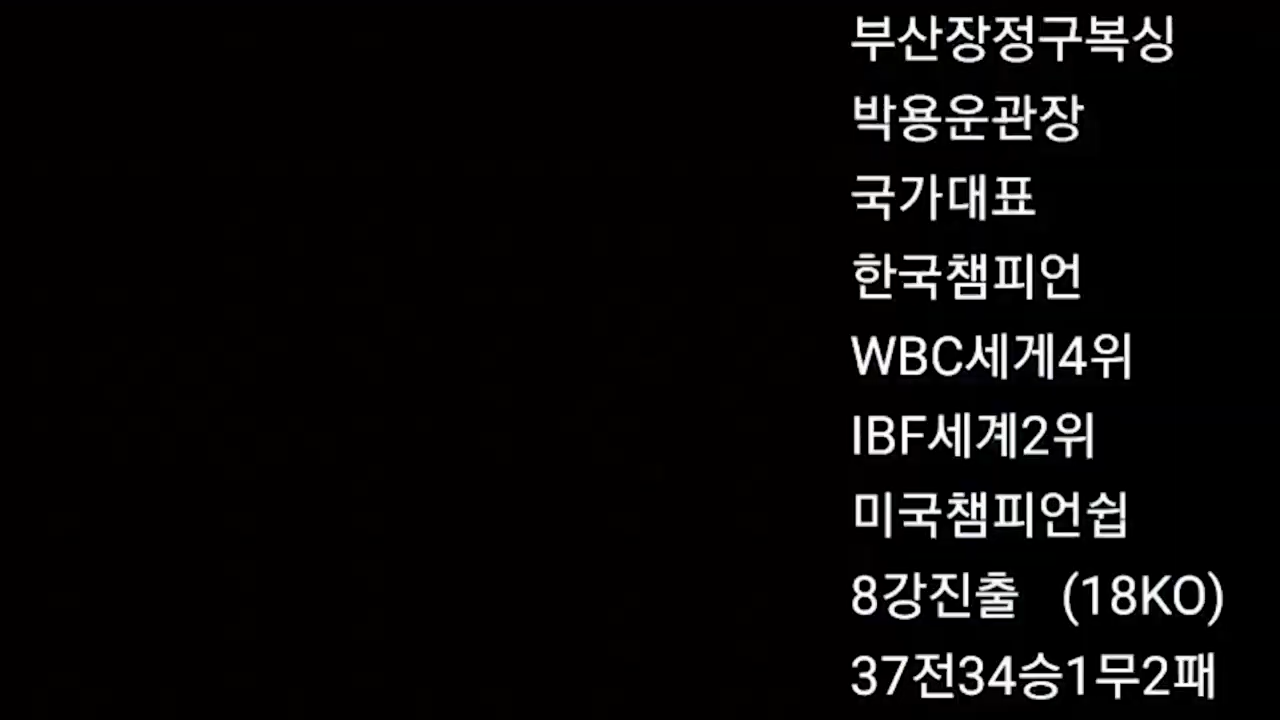 부산장정구복싱
박용운관장
국가대표
한국챔피언
WBC세게4위
IBF세계2위
미국챔피언쉽
8강진출 (18KO)
37전34승1무2패